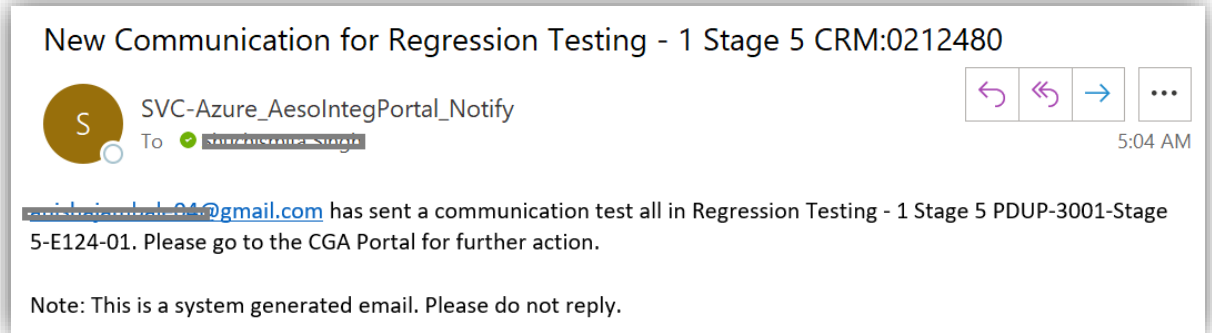 New Communication for Regression Testing - 1 Stage 5 CRM:0212480
S
SVC-Azure_AesoIntegPortal_Notify
To
5:04 AM
@gmail.com has sent a communication test all in Regression Testing - 1 Stage 5 PDUP-3001-Stage
5-E124-01. Please go to the CGA Portal for further action.
Note: This is a system generated email. Please do not reply.